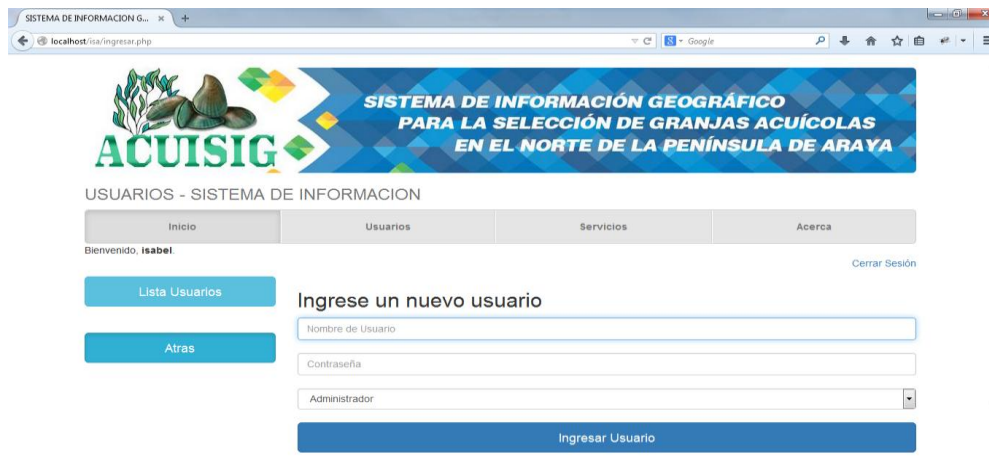 SISTEMA DE INFORMACION G...
localhost/isa/ingresar.php
Google
ACUISIG
SISTEMA DE INFORMACIÓN GEOGRÁFICO
PARA LA SELECCIÓN DE GRANJAS ACUÍCOLAS
EN EL NORTE DE LA PENÍNSULA DE ARAYA
USUARIOS - SISTEMA DE INFORMACION
Inicio
Usuarios
Servicios
Acerca
Bienvenido, isabel.
Cerrar Sesión
Lista Usuarios
Atras
Ingrese un nuevo usuario
Nombre de Usuario
Contraseña
Administrador
Ingresar Usuario